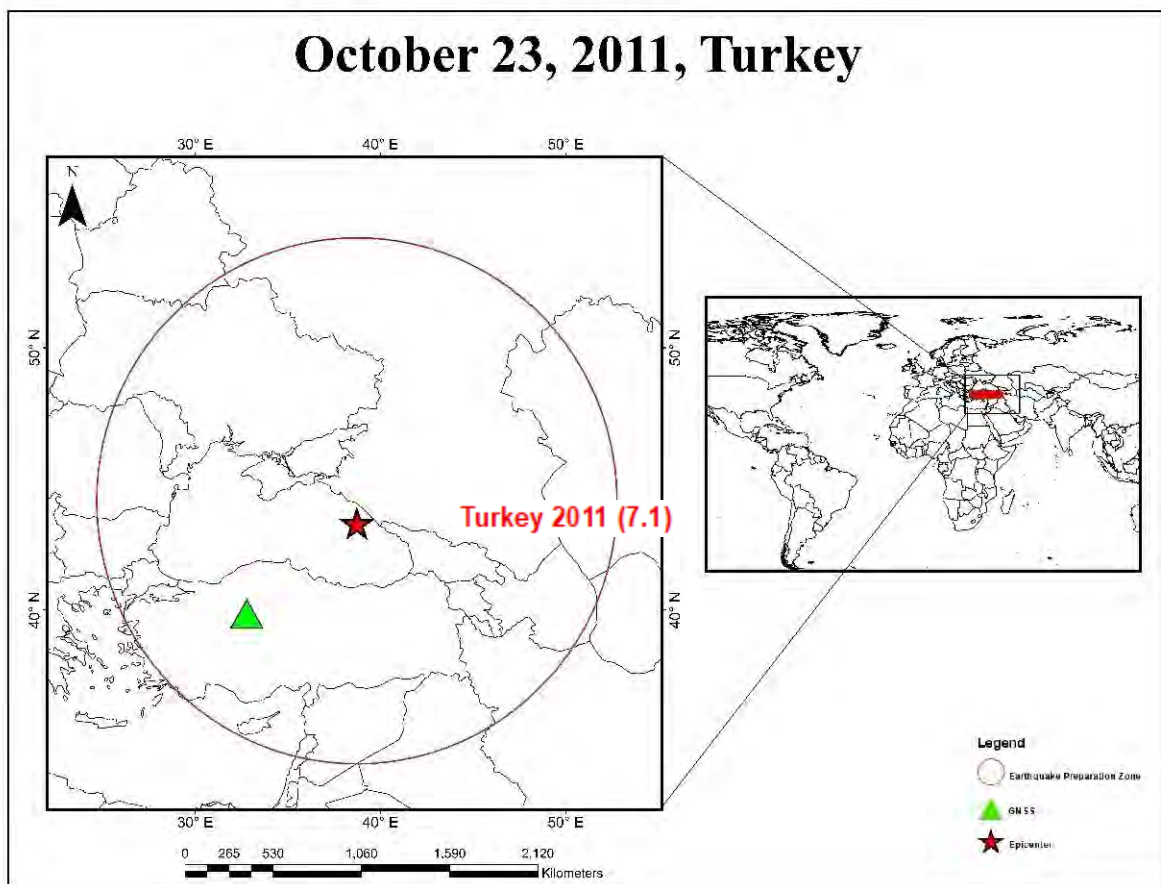 October 23, 2011, Turkey
30° E 40° E 50° E
N
50° N 50° N
Turkey 2011 (7.1)
40° N 40° N
30° E 40° E 50° E
0 265 530 1,060 1,590 2,120
Kilometers
Legend
Earthquake Preparation Zone
GNSS
Epicenter